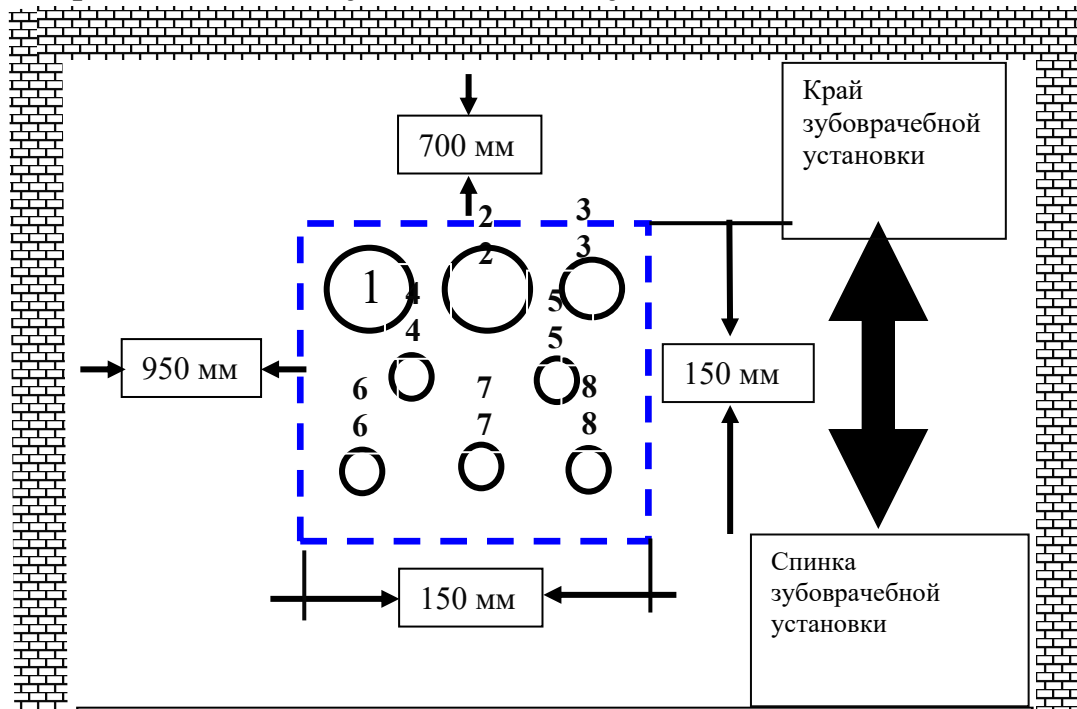 Край
зубоврачебной
установки
700 мм
2
3
2
3
1
4
5
4
5
950 мм
150 мм
6
7
8
6
7
8
150 мм
Спинка
зубоврачебной
установки